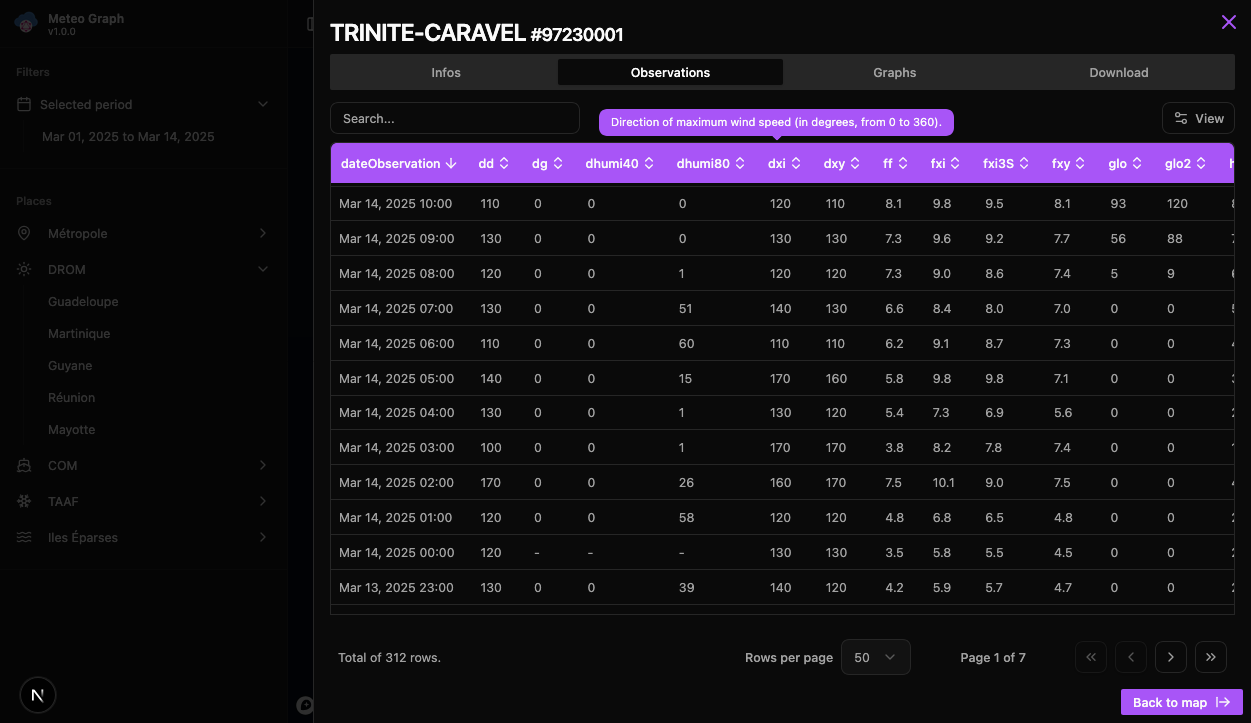 Meteo Graph
v1.0.0
Filters
Selected period
Mar 01, 2025 to Mar 14, 2025
Places
Métropole
DROM
Guadeloupe
Martinique
Guyane
Réunion
Mayotte
COM
TAAF
Iles Éparses
N
TRINITE-CARAVEL #97230001
Infos Observations Graphs Download
Search...
Direction of maximum wind speed (in degrees, from 0 to 360).
View
dateObservation dd dg dhumi40 dhumi80 dxi dxy ff fxi fxi3S fxy glo glo2
Mar 14, 2025 10:00 110 0 0 0 120 110 8.1 9.8 9.5 8.1 93 120
Mar 14, 2025 09:00 130 0 0 0 130 130 7.3 9.6 9.2 7.7 56 88
Mar 14, 2025 08:00 120 0 0 1 120 120 7.3 9.0 8.6 7.4 5 9
Mar 14, 2025 07:00 130 0 0 51 140 130 6.6 8.4 8.0 7.0 0 0
Mar 14, 2025 06:00 110 0 0 60 110 110 6.2 9.1 8.7 7.3 0 0
Mar 14, 2025 05:00 140 0 0 15 170 160 5.8 9.8 9.8 7.1 0 0
Mar 14, 2025 04:00 130 0 0 1 130 120 5.4 7.3 6.9 5.6 0 0
Mar 14, 2025 03:00 100 0 0 1 170 170 3.8 8.2 7.8 7.4 0 0
Mar 14, 2025 02:00 170 0 0 26 160 170 7.5 10.1 9.0 7.5 0 0
Mar 14, 2025 01:00 120 0 0 58 120 120 4.8 6.8 6.5 4.8 0 0
Mar 14, 2025 00:00 120 - - - 130 130 3.5 5.8 5.5 4.5 0 0
Mar 13, 2025 23:00 130 0 0 39 140 120 4.2 5.9 5.7 4.7 0 0
Total of 312 rows.
Rows per page 50
Page 1 of 7
Back to map